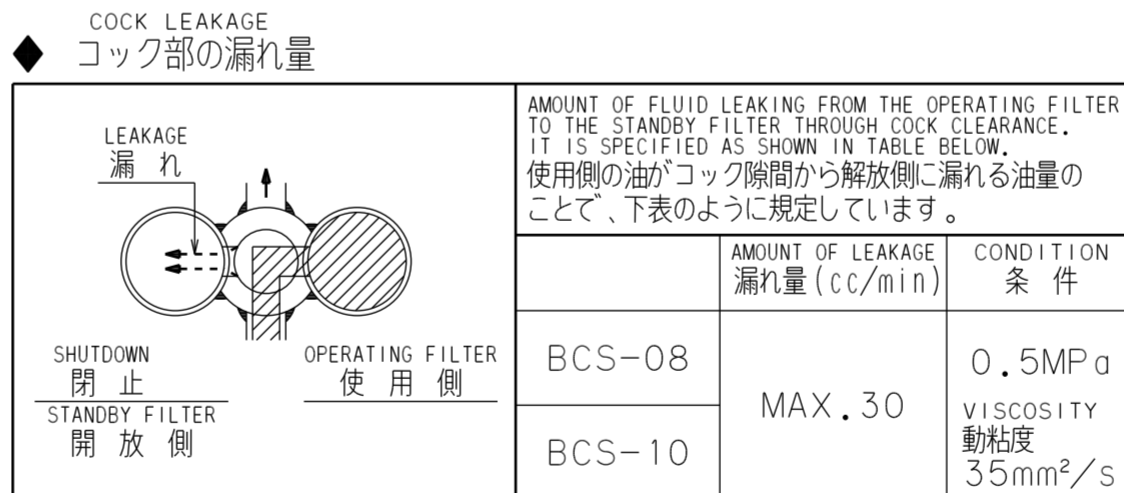 COCK LEAKAGE
◆ コック部の漏れ量
LEAKAGE
漏れ
SHUTDOWN
閉止
STANDBY FILTER
開放側
OPERATING FILTER
使用側
AMOUNT OF FLUID LEAKING FROM THE OPERATING FILTER
TO THE STANDBY FILTER THROUGH COCK CLEARANCE.
IT IS SPECIFIED AS SHOWN IN TABLE BELOW.
使用側の油がコック隙間から解放側に漏れる油量の
ことで、下表のように規定しています。
AMOUNT OF LEAKAGE
漏れ量(cc/min)
CONDITION
条件
BCS-08
BCS-10
MAX.30
0.5MPa
VISCOSITY
動粘度
35mm²/s